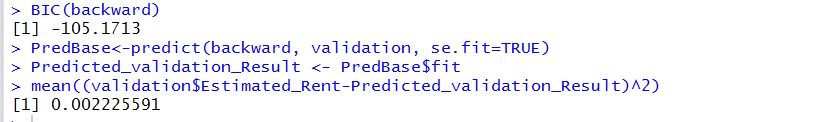 > BIC(backward)
[1] -105.1713
> PredBase<-predict(backward, validation, se.fit=TRUE)
> Predicted_validation_Result <- PredBase$fit
> mean((validation$Estimated_Rent-Predicted_validation_Result)^2)
[1] 0.002225591